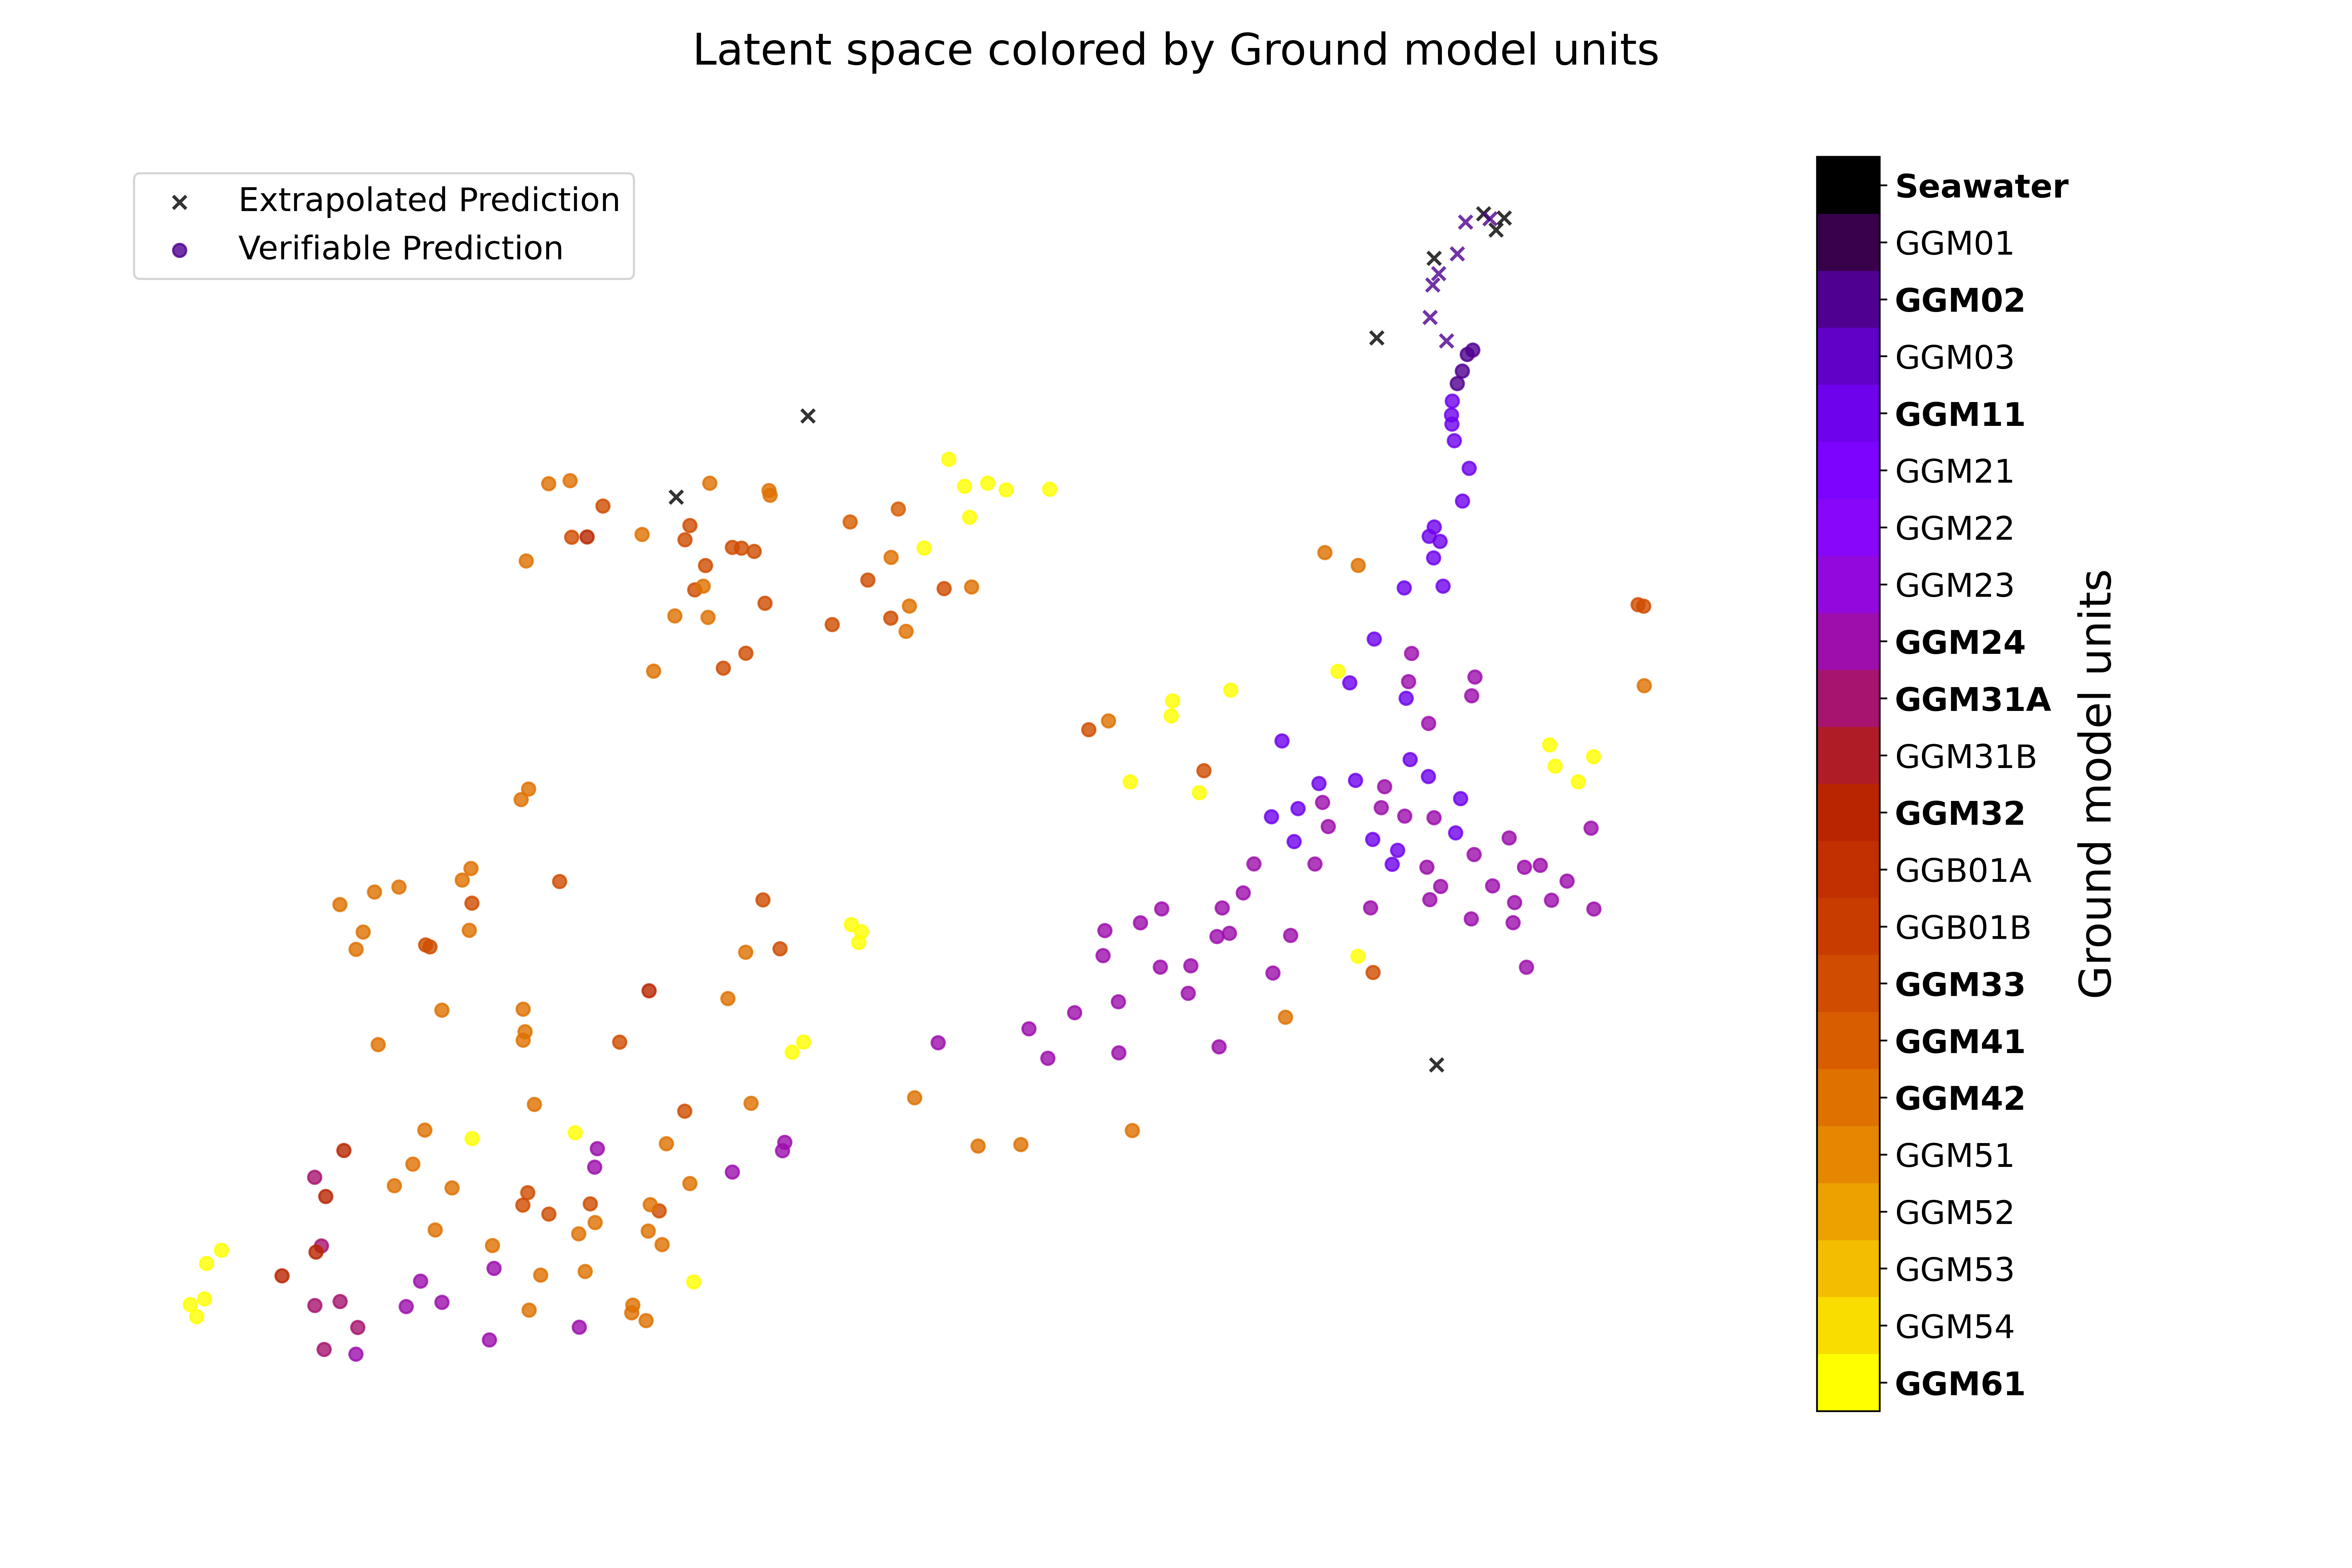 Latent space colored by Ground model units
Extrapolated Prediction
Verifiable Prediction
Seawater
GGM01
GGM02
GGM03
GGM11
GGM21
GGM22
GGM23
GGM24
GGM31A
GGM31B
GGM32
GGB01A
GGB01B
GGM33
GGM41
GGM42
GGM51
GGM52
GGM53
GGM54
GGM61
Ground model units